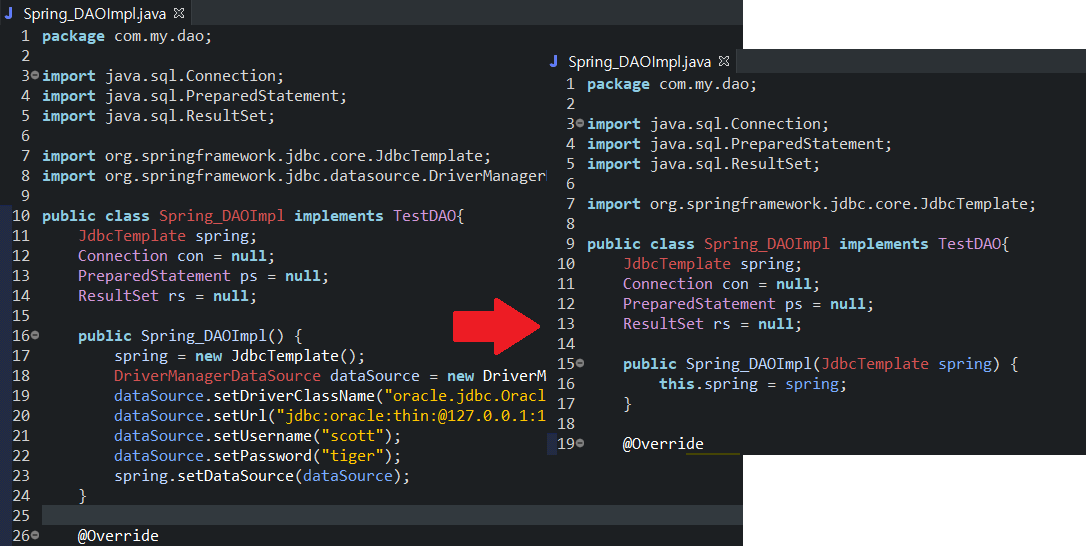 Spring_DAOImpl.java
1 package com.my.dao;
2
3 import java.sql.Connection;
4 import java.sql.PreparedStatement;
5 import java.sql.ResultSet;
6
7 import org.springframework.jdbc.core.JdbcTemplate;
8 import org.springframework.jdbc.datasource.DriverManager
9
10 public class Spring_DAOImpl implements TestDAO{
11 JdbcTemplate spring;
12 Connection con = null;
13 PreparedStatement ps = null;
14 ResultSet rs = null;
15
16 public Spring_DAOImpl() {
17 spring = new JdbcTemplate();
18 DriverManagerDataSource dataSource = new DriverM
19 dataSource.setDriverClassName("oracle.jdbc.Oracl
20 dataSource.setUrl("jdbc:oracle:thin:@127.0.0.1:1
21 dataSource.setUsername("scott");
22 dataSource.setPassword("tiger");
23 spring.setDataSource(dataSource);
24 }
25
26 @Override
Spring_DAOImpl.java
1 package com.my.dao;
2
3 import java.sql.Connection;
4 import java.sql.PreparedStatement;
5 import java.sql.ResultSet;
6
7 import org.springframework.jdbc.core.JdbcTemplate;
8
9 public class Spring_DAOImpl implements TestDAO{
10 JdbcTemplate spring;
11 Connection con = null;
12 PreparedStatement ps = null;
13 ResultSet rs = null;
14
15 public Spring_DAOImpl(JdbcTemplate spring) {
16 this.spring = spring;
17 }
18
19 @Override